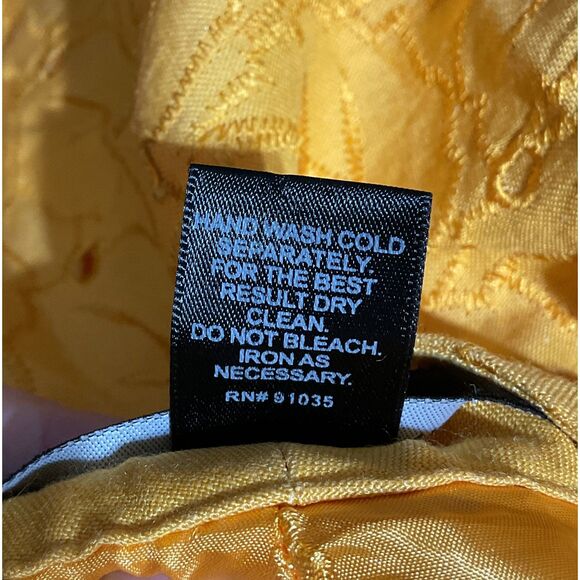 HAND WASH COLD
SEPARATELY.
FOR THE BEST
RESULT DRY
CLEAN.
DO NOT BLEACH.
IRON AS
NECESSARY.
RN# 91035